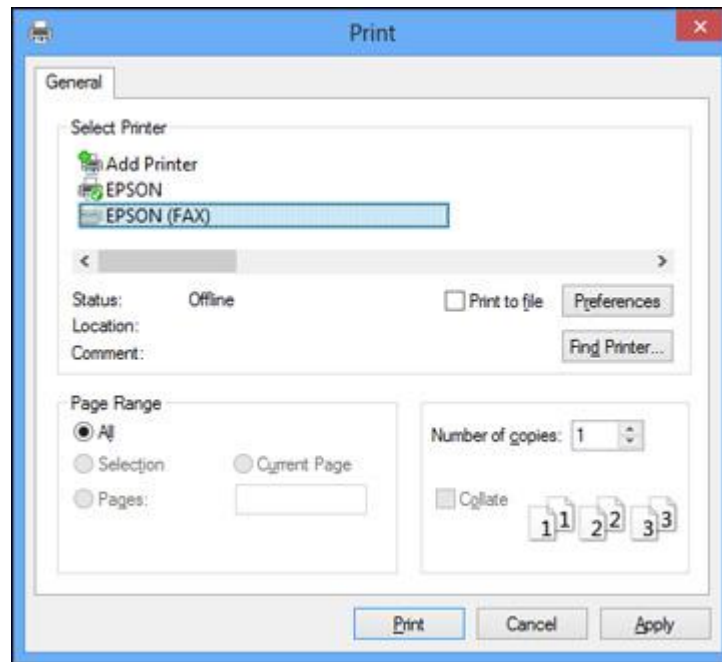 Print
General
Select Printer
Add Printer
EPSON
EPSON (FAX)
Status: Offline
Print to file
Preferences
Location:
Comment:
Find Printer...
Page Range
All
Selection
Current Page
Pages:
Number of copies: 1
Collate
1 1 2 2 3 3
Print
Cancel
Apply